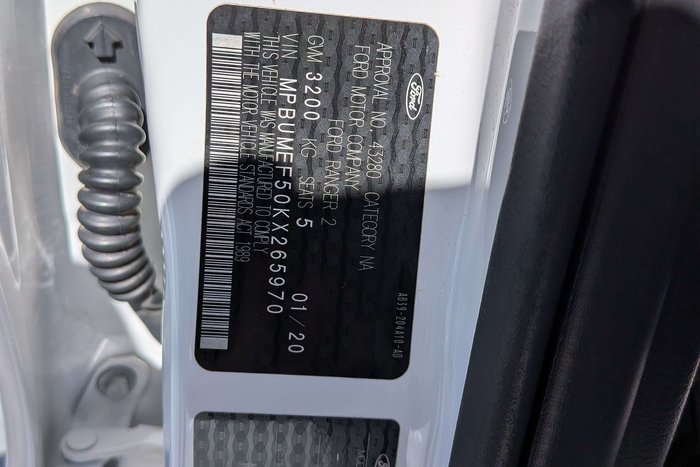 Ford
APPROVAL NO. 43280 CATEGORY NA
FORD MOTOR COMPANY
FORD RANGER 2
GVM 3200 KG SEATS 5
01/20
VIN MPBUMEF50KX265970
THIS VEHICLE WAS MANUFACTURED TO COMPLY
WITH THE MOTOR VEHICLE STANDARDS ACT 1989
AB39-204A10-AD